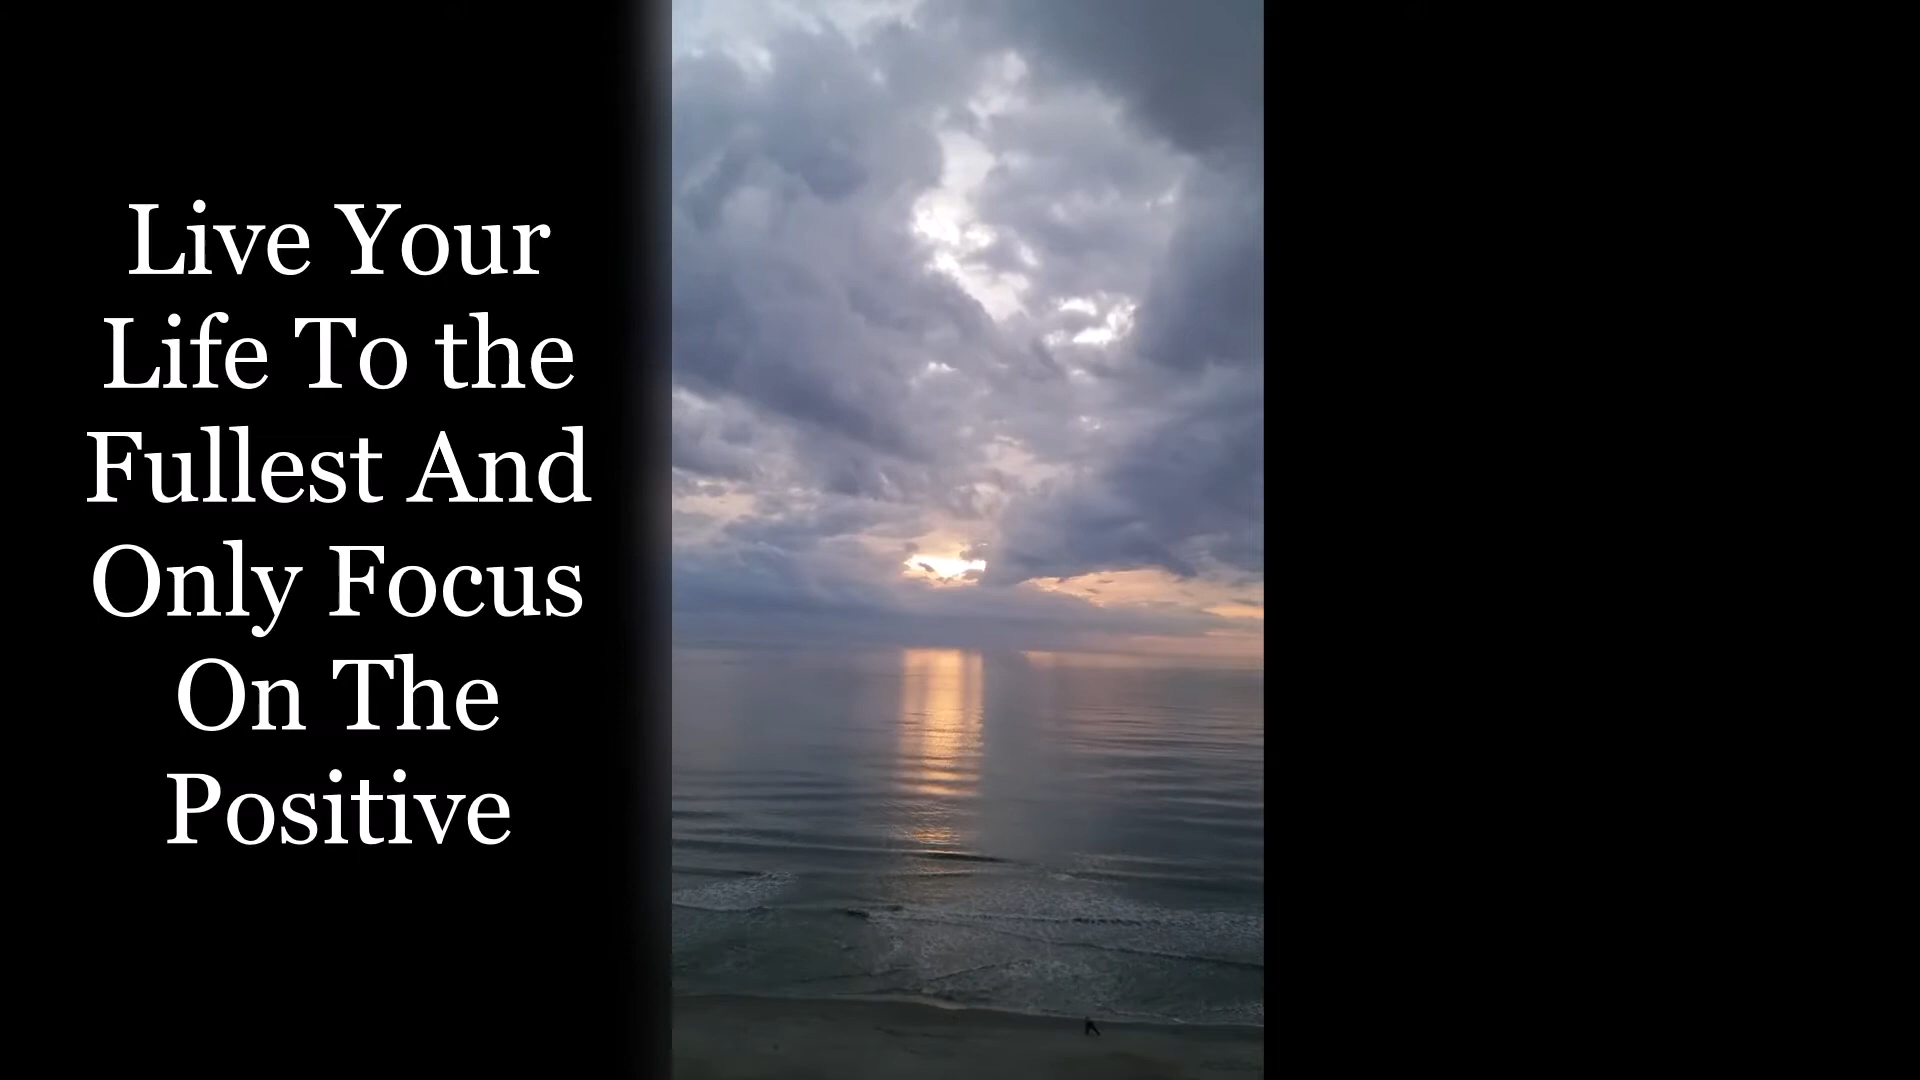 Live Your
Life To the
Fullest And
Only Focus
On The
Positive